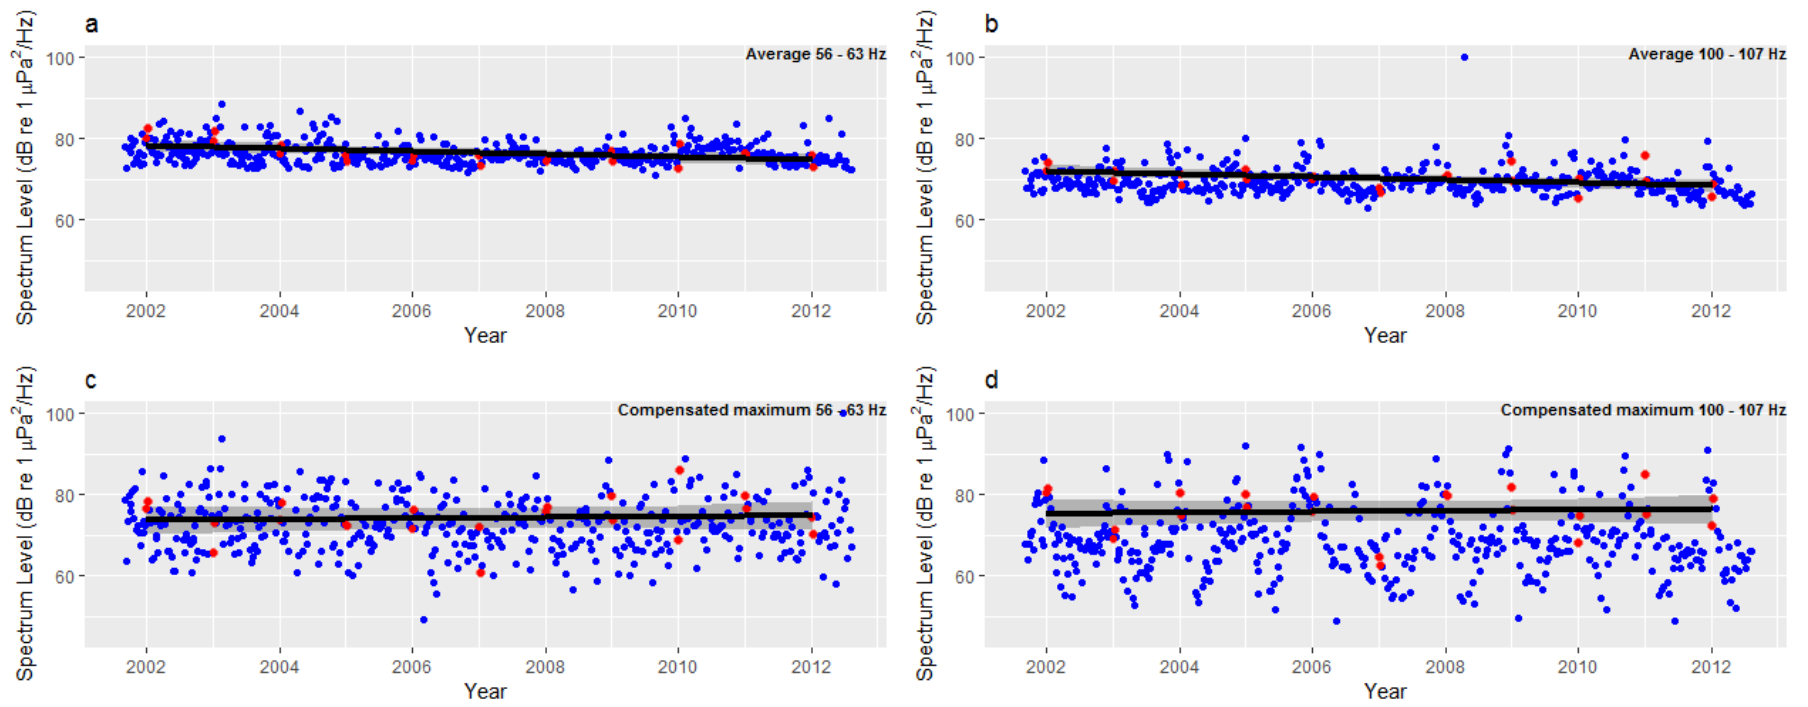 a
Average 56 - 63 Hz
Spectrum Level (dB re 1 μPa²/Hz)
100
80
60
2002 2004 2006 2008 2010 2012
Year
b
Average 100 - 107 Hz
Spectrum Level (dB re 1 μPa²/Hz)
100
80
60
2002 2004 2006 2008 2010 2012
Year
c
Compensated maximum 56 - 63 Hz
Spectrum Level (dB re 1 μPa²/Hz)
100
80
60
2002 2004 2006 2008 2010 2012
Year
d
Compensated maximum 100 - 107 Hz
Spectrum Level (dB re 1 μPa²/Hz)
100
80
60
2002 2004 2006 2008 2010 2012
Year